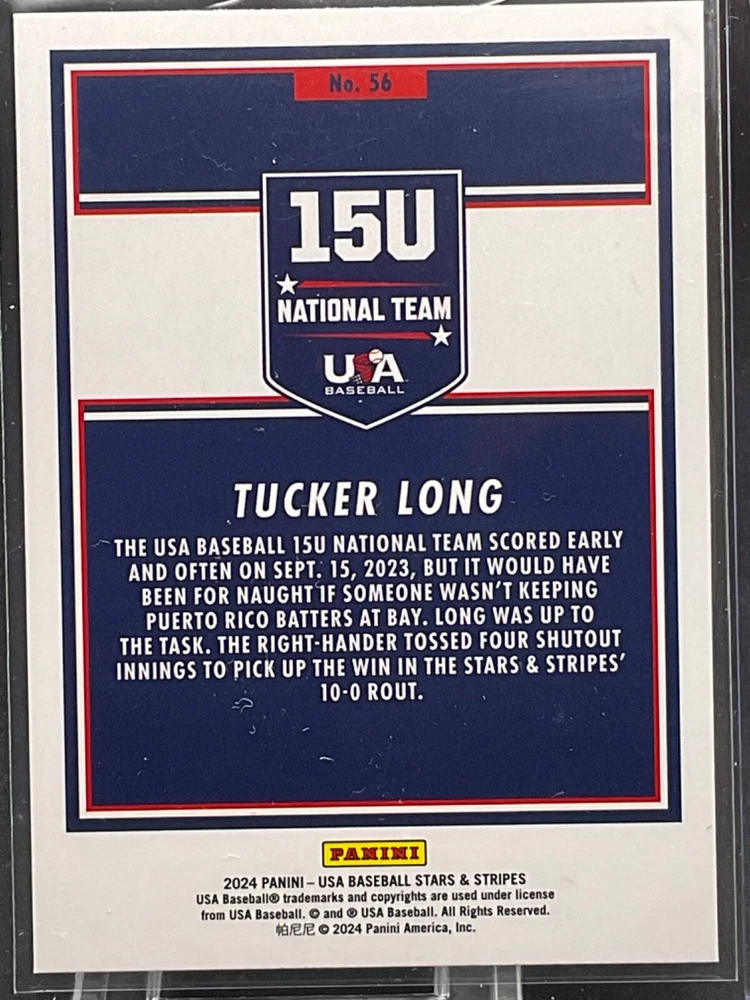 No. 56
15U
NATIONAL TEAM
USA
BASEBALL
TUCKER LONG
THE USA BASEBALL 15U NATIONAL TEAM SCORED EARLY
AND OFTEN ON SEPT. 15, 2023, BUT IT WOULD HAVE
BEEN FOR NAUGHT IF SOMEONE WASN'T KEEPING
PUERTO RICO BATTERS AT BAY. LONG WAS UP TO
THE TASK. THE RIGHT-HANDER TOSSED FOUR SHUTOUT
INNINGS TO PICK UP THE WIN IN THE STARS & STRIPES'
10-0 ROUT.
PANINI
2024 PANINI – USA BASEBALL STARS & STRIPES
USA Baseball® trademarks and copyrights are used under license
from USA Baseball. © and ® USA Baseball. All Rights Reserved.
帕尼尼 © 2024 Panini America, Inc.